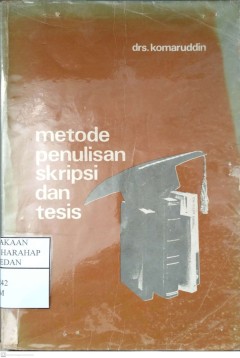 drs.komaruddin
metode
penulisan
skripsi
dan
tesis
AKAAN
HARAHAP
EDAN
42
M